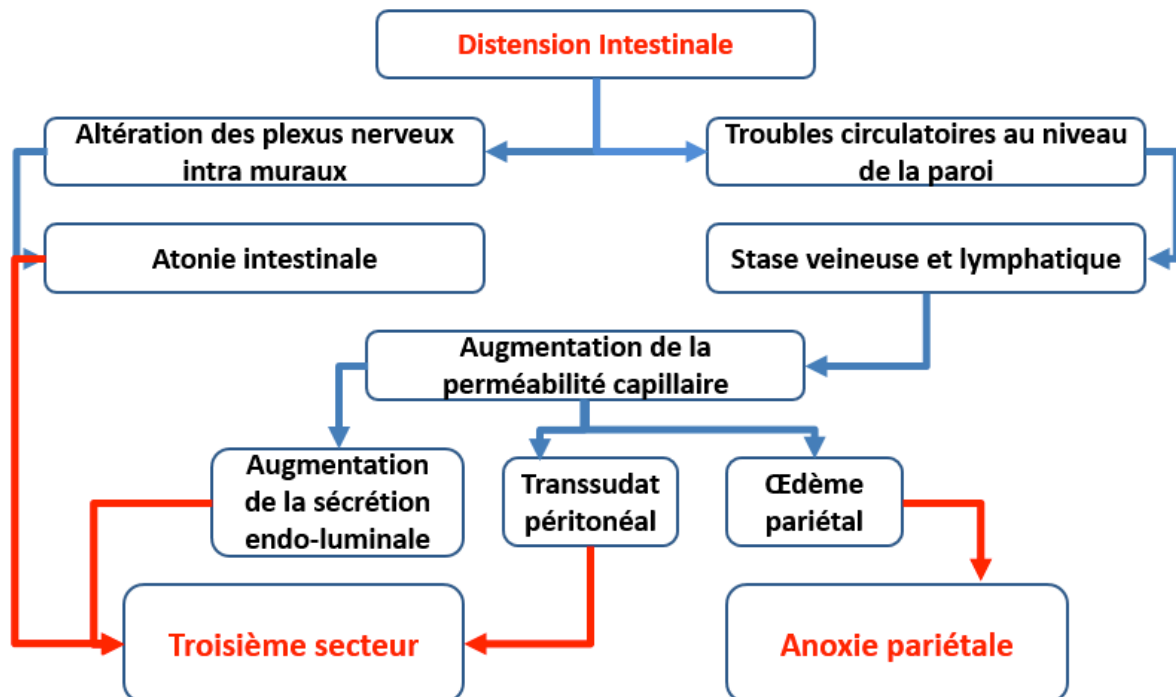 Distension Intestinale
Altération des plexus nerveux
intra muraux
Troubles circulatoires au niveau
de la paroi
Atonie intestinale
Stase veineuse et lymphatique
Augmentation de la
perméabilité capillaire
Augmentation
de la sécrétion
endo-luminale
Transsudat
péritonéal
Œdème
pariétal
Troisième secteur
Anoxie pariétale